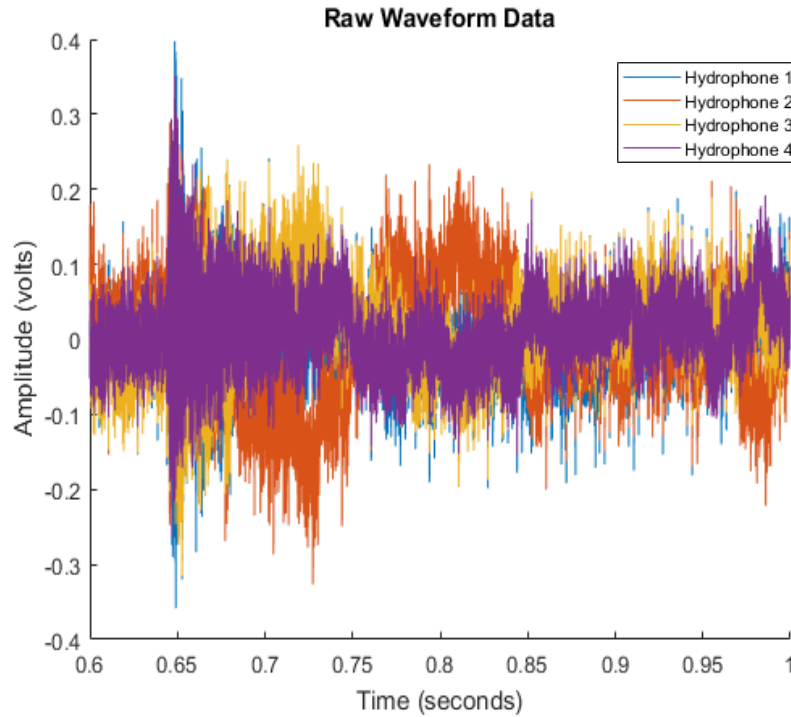 Raw Waveform Data
0.4
0.3
0.2
0.1
0
-0.1
-0.2
-0.3
-0.4
Amplitude (volts)
Hydrophone 1
Hydrophone 2
Hydrophone 3
Hydrophone 4
0.6 0.65 0.7 0.75 0.8 0.85 0.9 0.95 1
Time (seconds)